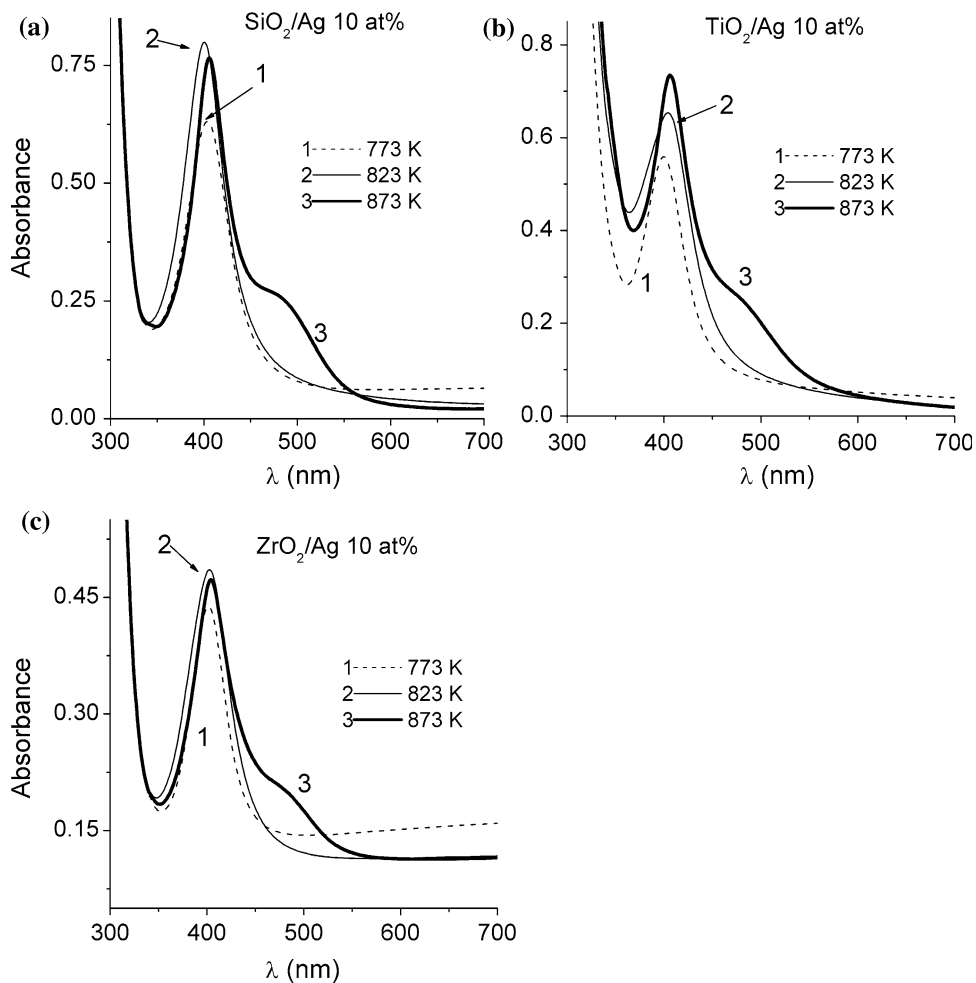 (a)
SiO2/Ag 10 at%
2
1
0.75
0.50
0.25
0.00
Absorbance
1 773 K
2 823 K
3 873 K
3
300 400 500 600 700
λ (nm)
(b)
TiO2/Ag 10 at%
0.8
0.6
0.4
0.2
0.0
2
1 773 K
2 823 K
3 873 K
1
3
300 400 500 600 700
λ (nm)
(c)
ZrO2/Ag 10 at%
2
0.45
0.30
0.15
Absorbance
1 773 K
2 823 K
3 873 K
1
3
300 400 500 600 700
λ (nm)